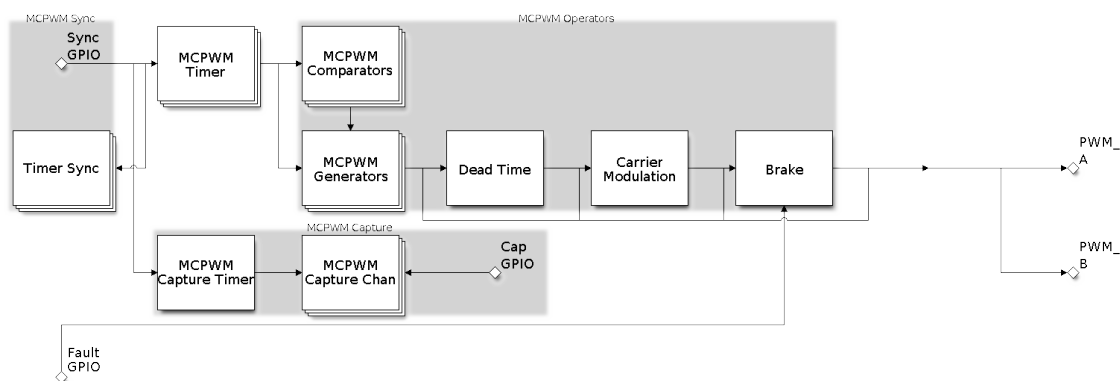 MCPWM Sync
MCPWM Operators
Sync
GPIO
MCPWM
Timer
MCPWM
Comparators
Timer Sync
MCPWM
Generators
Dead Time
Carrier
Modulation
Brake
PWM_
A
MCPWM Capture
MCPWM
Capture Timer
MCPWM
Capture Chan
Cap
GPIO
PWM_
B
Fault
GPIO